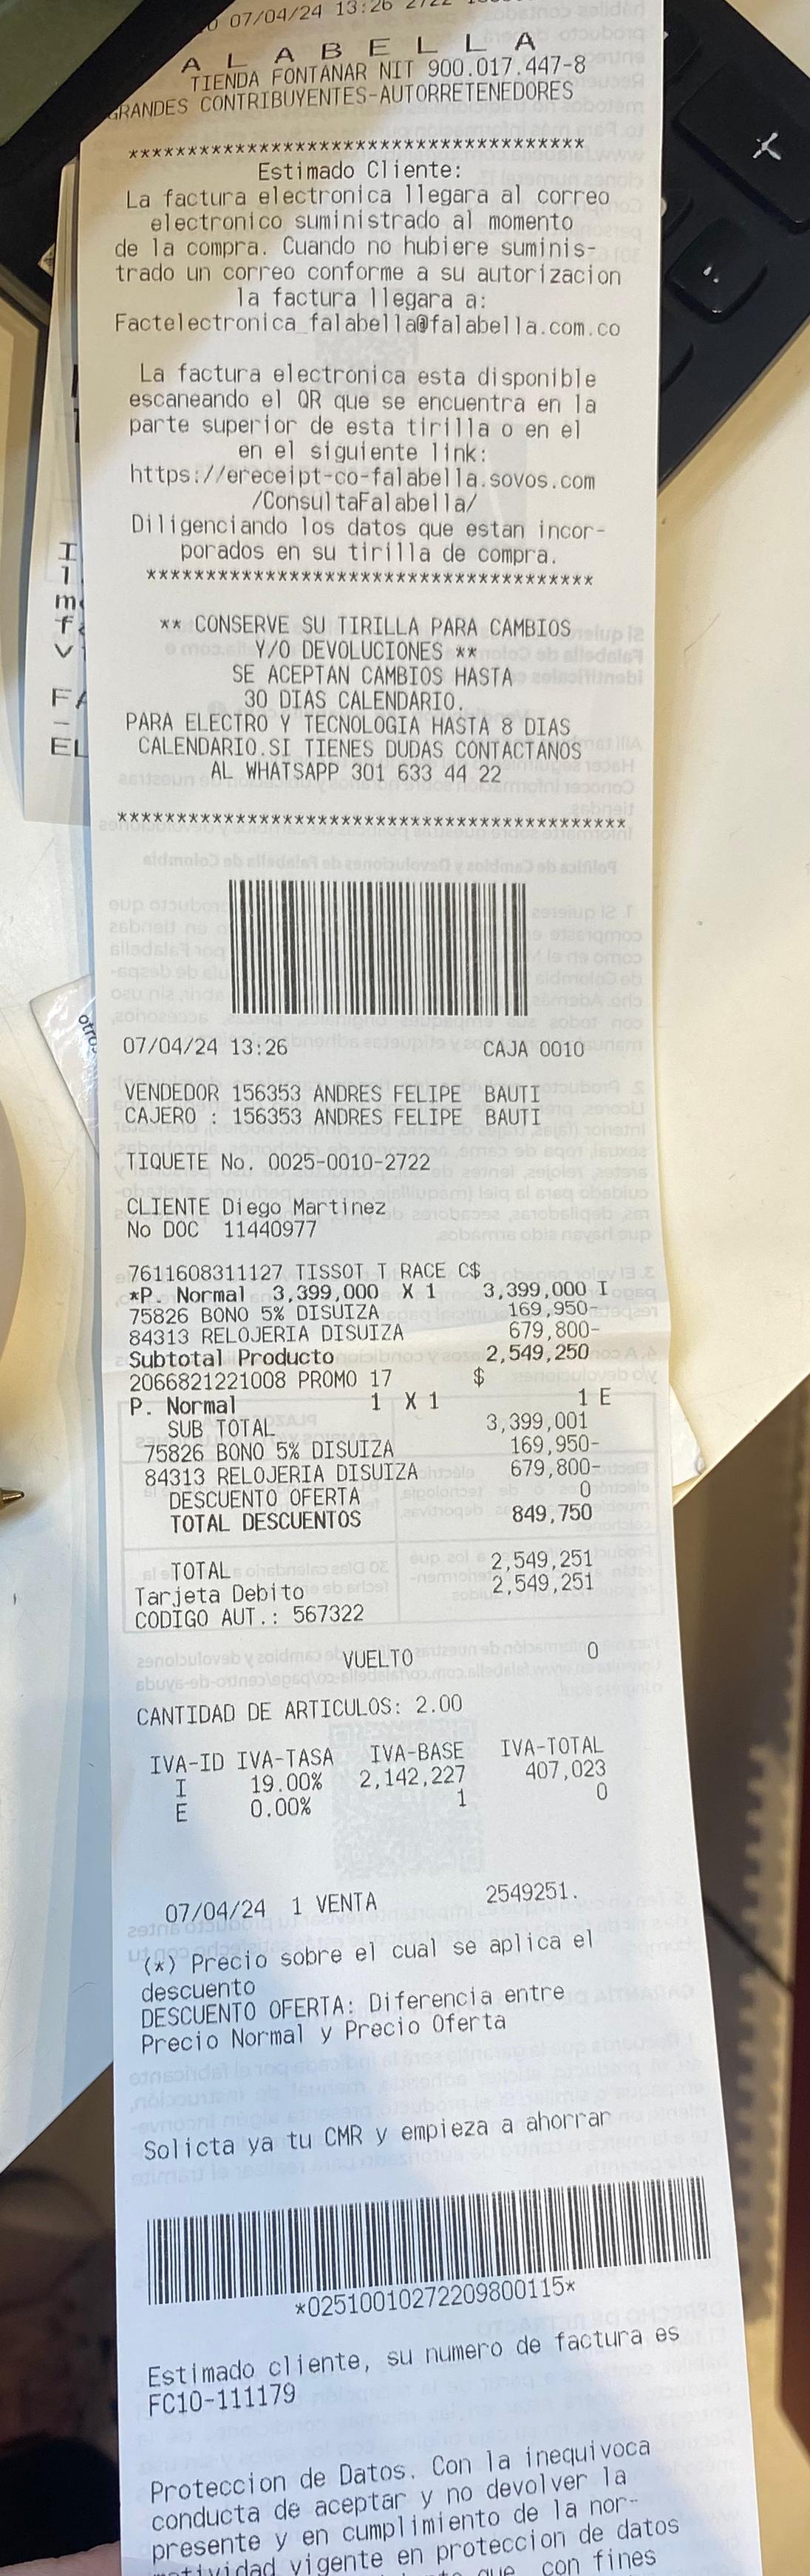 07/04/24 13:26 2722
A L A B E L L A
TIENDA FONTANAR NIT 900.017.447-8
GRANDES CONTRIBUYENTES-AUTORRETENEDORES
**************************************
Estimado Cliente:
La factura electronica llegara al correo
electronico suministrado al momento
de la compra. Cuando no hubiere suminis-
trado un correo conforme a su autorizacion
la factura llegara a:
Factelectronica_falabella@falabella.com.co
La factura electronica esta disponible
escaneando el QR que se encuentra en la
parte superior de esta tirilla o en el
en el siguiente link:
https://ereceipt-co-falabella.sovos.com
/ConsultaFalabella/
Diligenciando los datos que estan incor-
porados en su tirilla de compra.
**************************************
** CONSERVE SU TIRILLA PARA CAMBIOS
Y/O DEVOLUCIONES **
SE ACEPTAN CAMBIOS HASTA
30 DIAS CALENDARIO.
PARA ELECTRO Y TECNOLOGIA HASTA 8 DIAS
CALENDARIO.SI TIENES DUDAS CONTACTANOS
AL WHATSAPP 301 633 44 22
*******************************************
07/04/24 13:26 CAJA 0010
VENDEDOR 156353 ANDRES FELIPE BAUTI
CAJERO : 156353 ANDRES FELIPE BAUTI
TIQUETE No. 0025-0010-2722
CLIENTE Diego Martinez
No DOC 11440977
7611608311127 TISSOT T RACE C$
*P. Normal 3,399,000 X 1 3,399,000 I
75826 BONO 5% DISUIZA 169,950-
84313 RELOJERIA DISUIZA 679,800-
Subtotal Producto 2,549,250
2066821221008 PROMO 17 $
P. Normal 1 X 1 1 E
SUB TOTAL 3,399,001
75826 BONO 5% DISUIZA 169,950-
84313 RELOJERIA DISUIZA 679,800-
DESCUENTO OFERTA 0
TOTAL DESCUENTOS 849,750
TOTAL 2,549,251
Tarjeta Debito 2,549,251
CODIGO AUT.: 567322
VUELTO 0
CANTIDAD DE ARTICULOS: 2.00
IVA-ID IVA-TASA IVA-BASE IVA-TOTAL
I 19.00% 2,142,227 407,023
E 0.00% 1 0
07/04/24 1 VENTA 2549251.
(*) Precio sobre el cual se aplica el
descuento
DESCUENTO OFERTA: Diferencia entre
Precio Normal y Precio Oferta
Solicta ya tu CMR y empieza a ahorrar
*02510010272209800115*
Estimado cliente, su numero de factura es
FC10-111179
Proteccion de Datos. Con la inequivoca
conducta de aceptar y no devolver la
presente y en cumplimiento de la nor-
matividad vigente en proteccion de datos
que, con fines